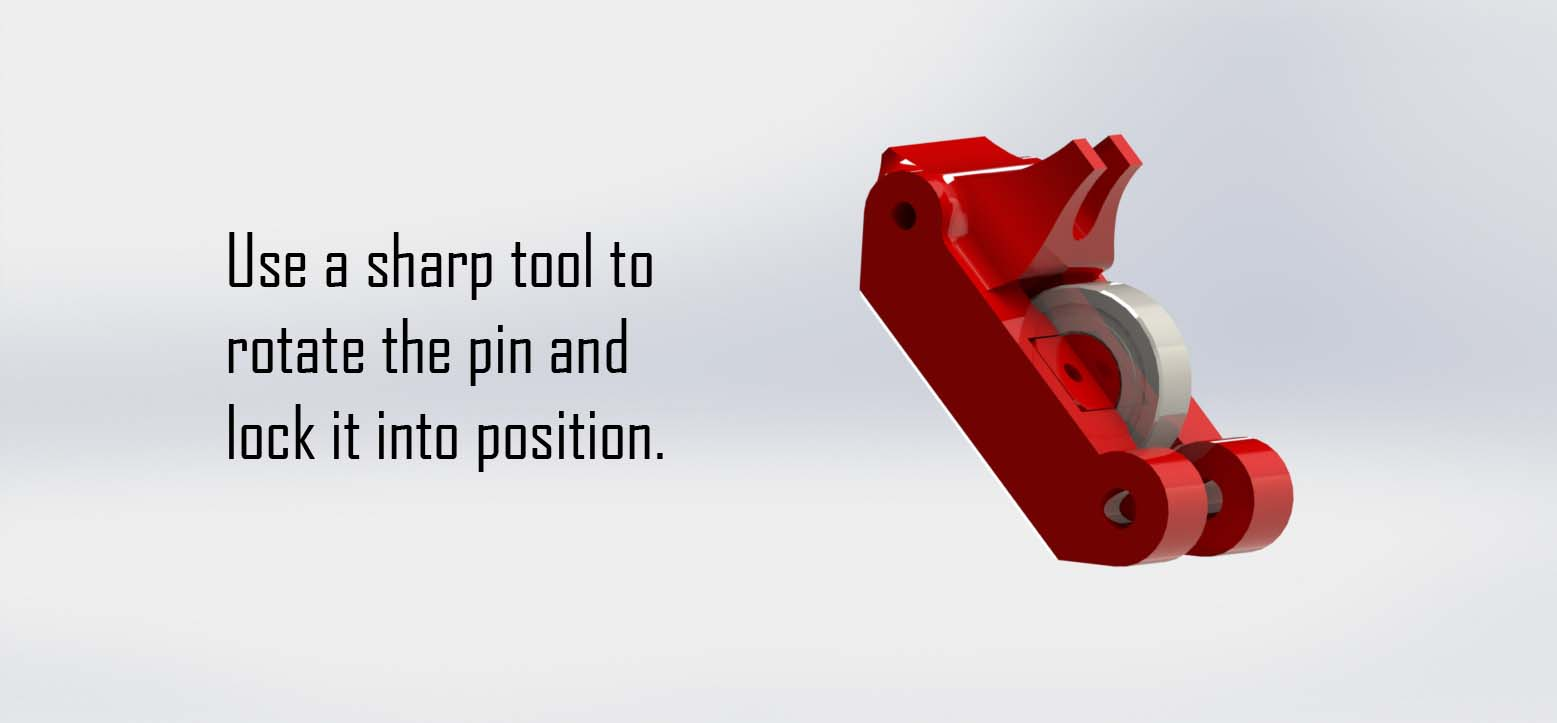 Use a sharp tool to
rotate the pin and
lock it into position.